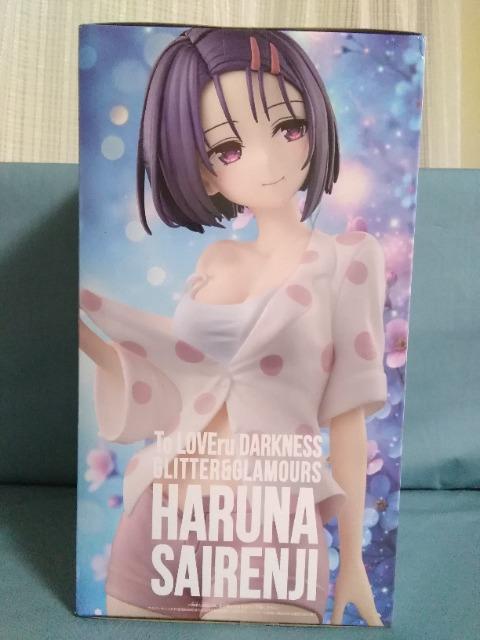 To LOVEru DARKNESS
GLITTER&GLAMOURS
HARUNA
SAIRENJI